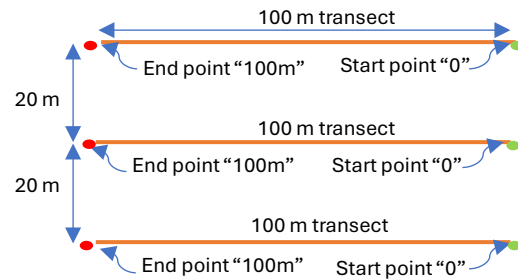 100 m transect
End point “100m” Start point “0”
20 m
100 m transect
End point “100m” Start point “0”
20 m
100 m transect
End point “100m” Start point “0”